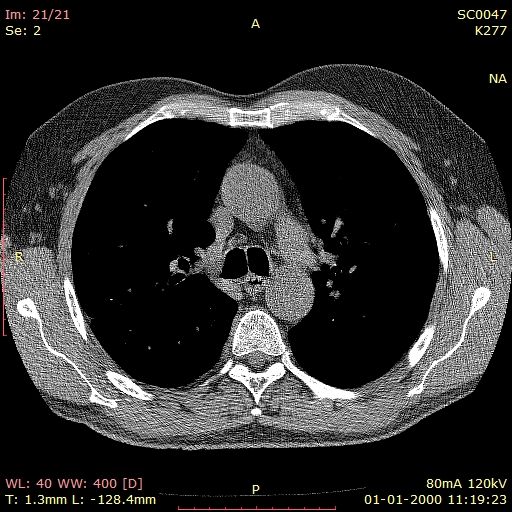 Im: 21/21
Se: 2
A
SC0047
K277
NA
R
L
WL: 40 WW: 400 [D]
T: 1.3mm L: -128.4mm
P
80mA 120kV
01-01-2000 11:19:23